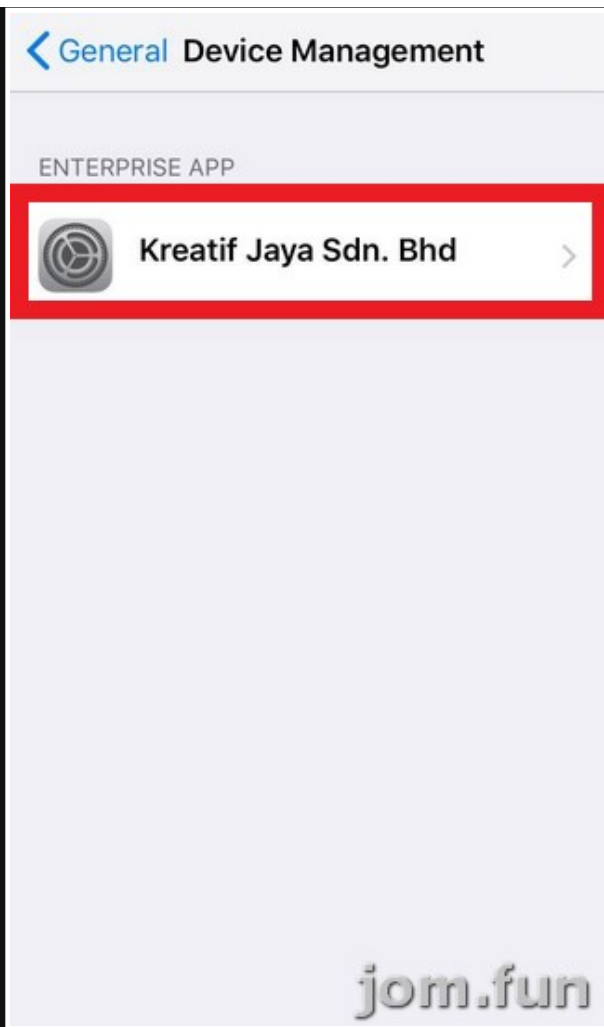 General Device Management
ENTERPRISE APP
Kreatif Jaya Sdn. Bhd
jom.fun